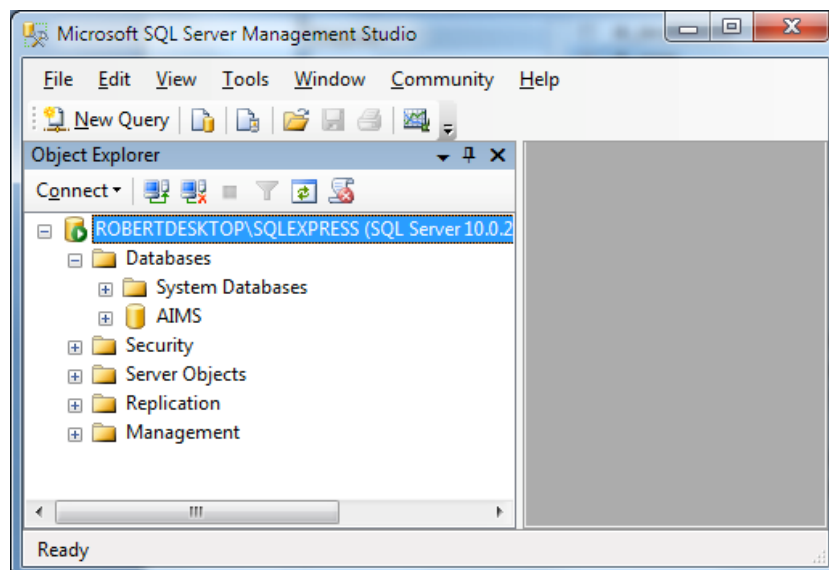 Microsoft SQL Server Management Studio
File Edit View Tools Window Community Help
New Query
Object Explorer
Connect
ROBERTDESKTOP\SQLEXPRESS (SQL Server 10.0.2
Databases
System Databases
AIMS
Security
Server Objects
Replication
Management
Ready